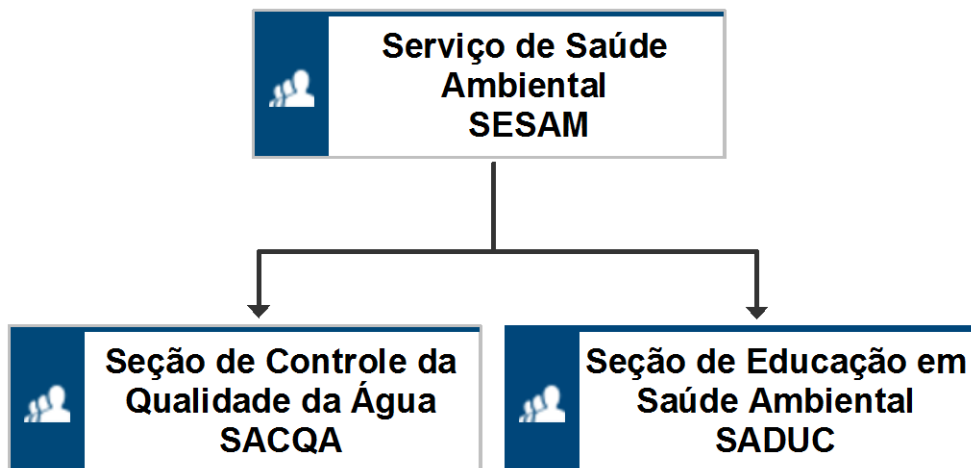 Serviço de Saúde
Ambiental
SESAM
Seção de Controle da
Qualidade da Água
SACQA
Seção de Educação em
Saúde Ambiental
SADUC